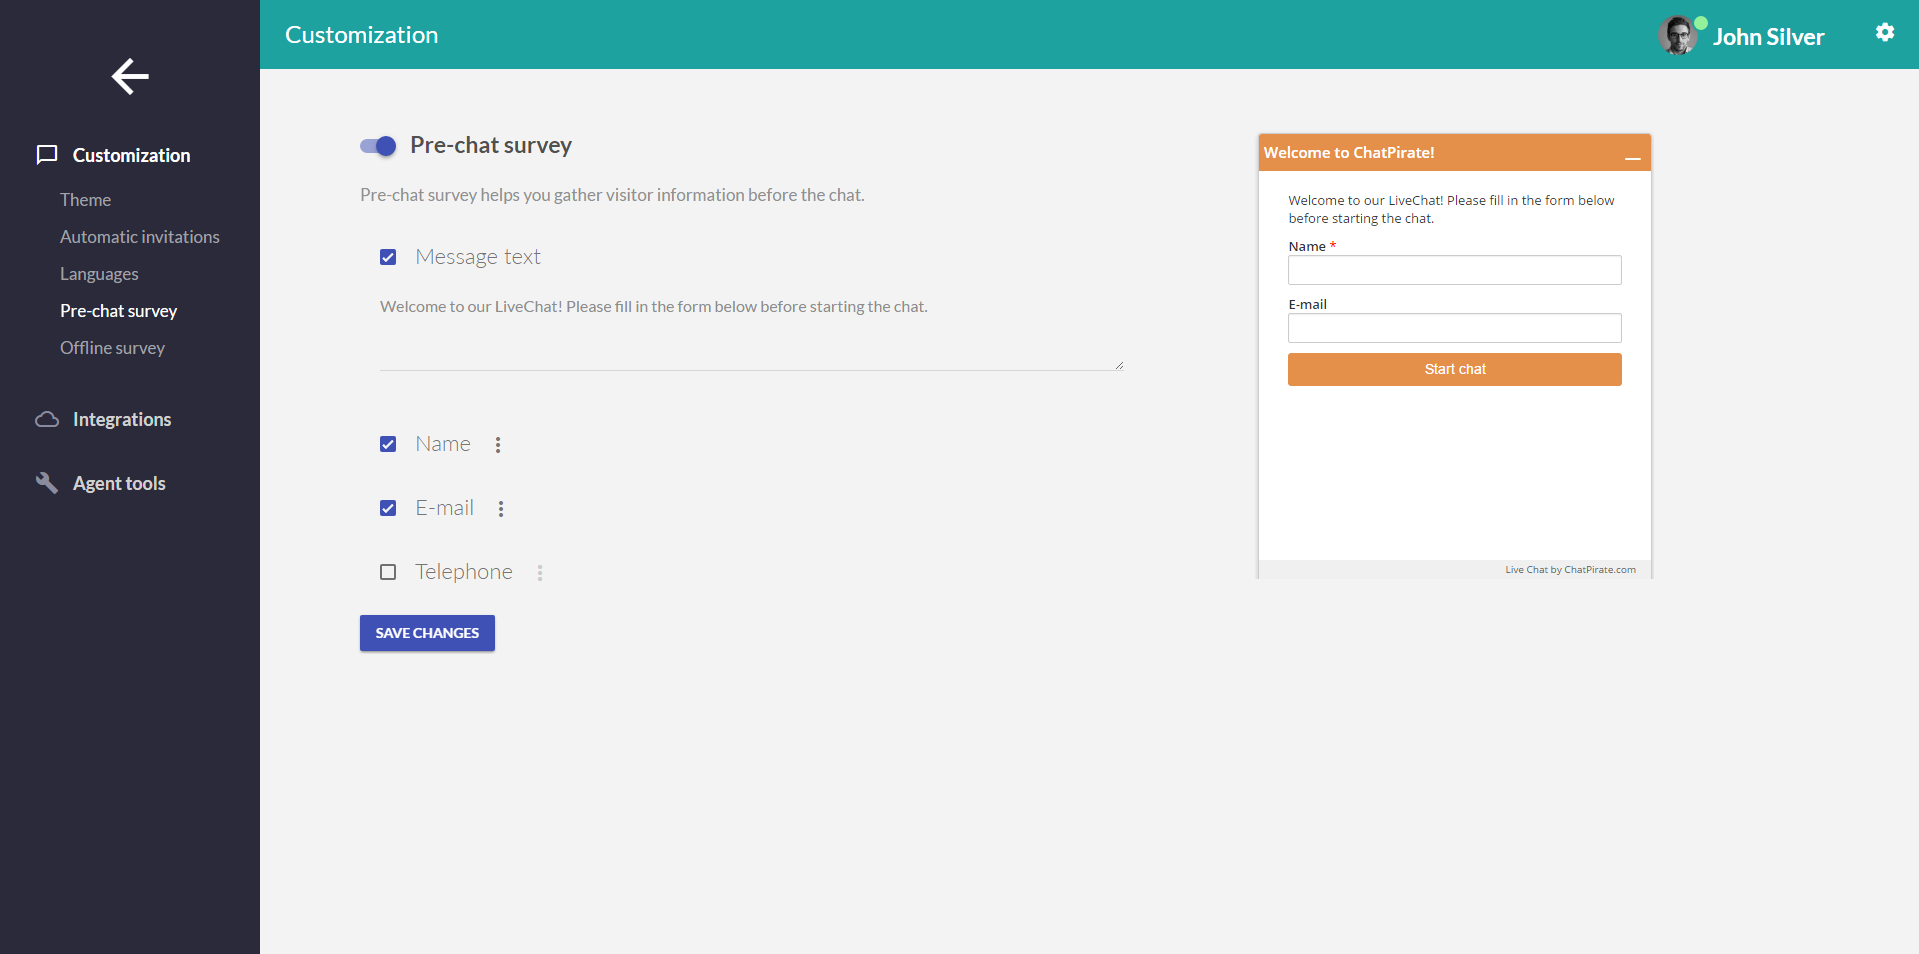 Customization
John Silver
Customization
Theme
Automatic invitations
Languages
Pre-chat survey
Offline survey
Integrations
Agent tools
Pre-chat survey
Pre-chat survey helps you gather visitor information before the chat.
Message text
Welcome to our LiveChat! Please fill in the form below before starting the chat.
Name
E-mail
Telephone
SAVE CHANGES
Welcome to ChatPirate!
Welcome to our LiveChat! Please fill in the form below
before starting the chat.
Name *
E-mail
Start chat
Live Chat by ChatPirate.com